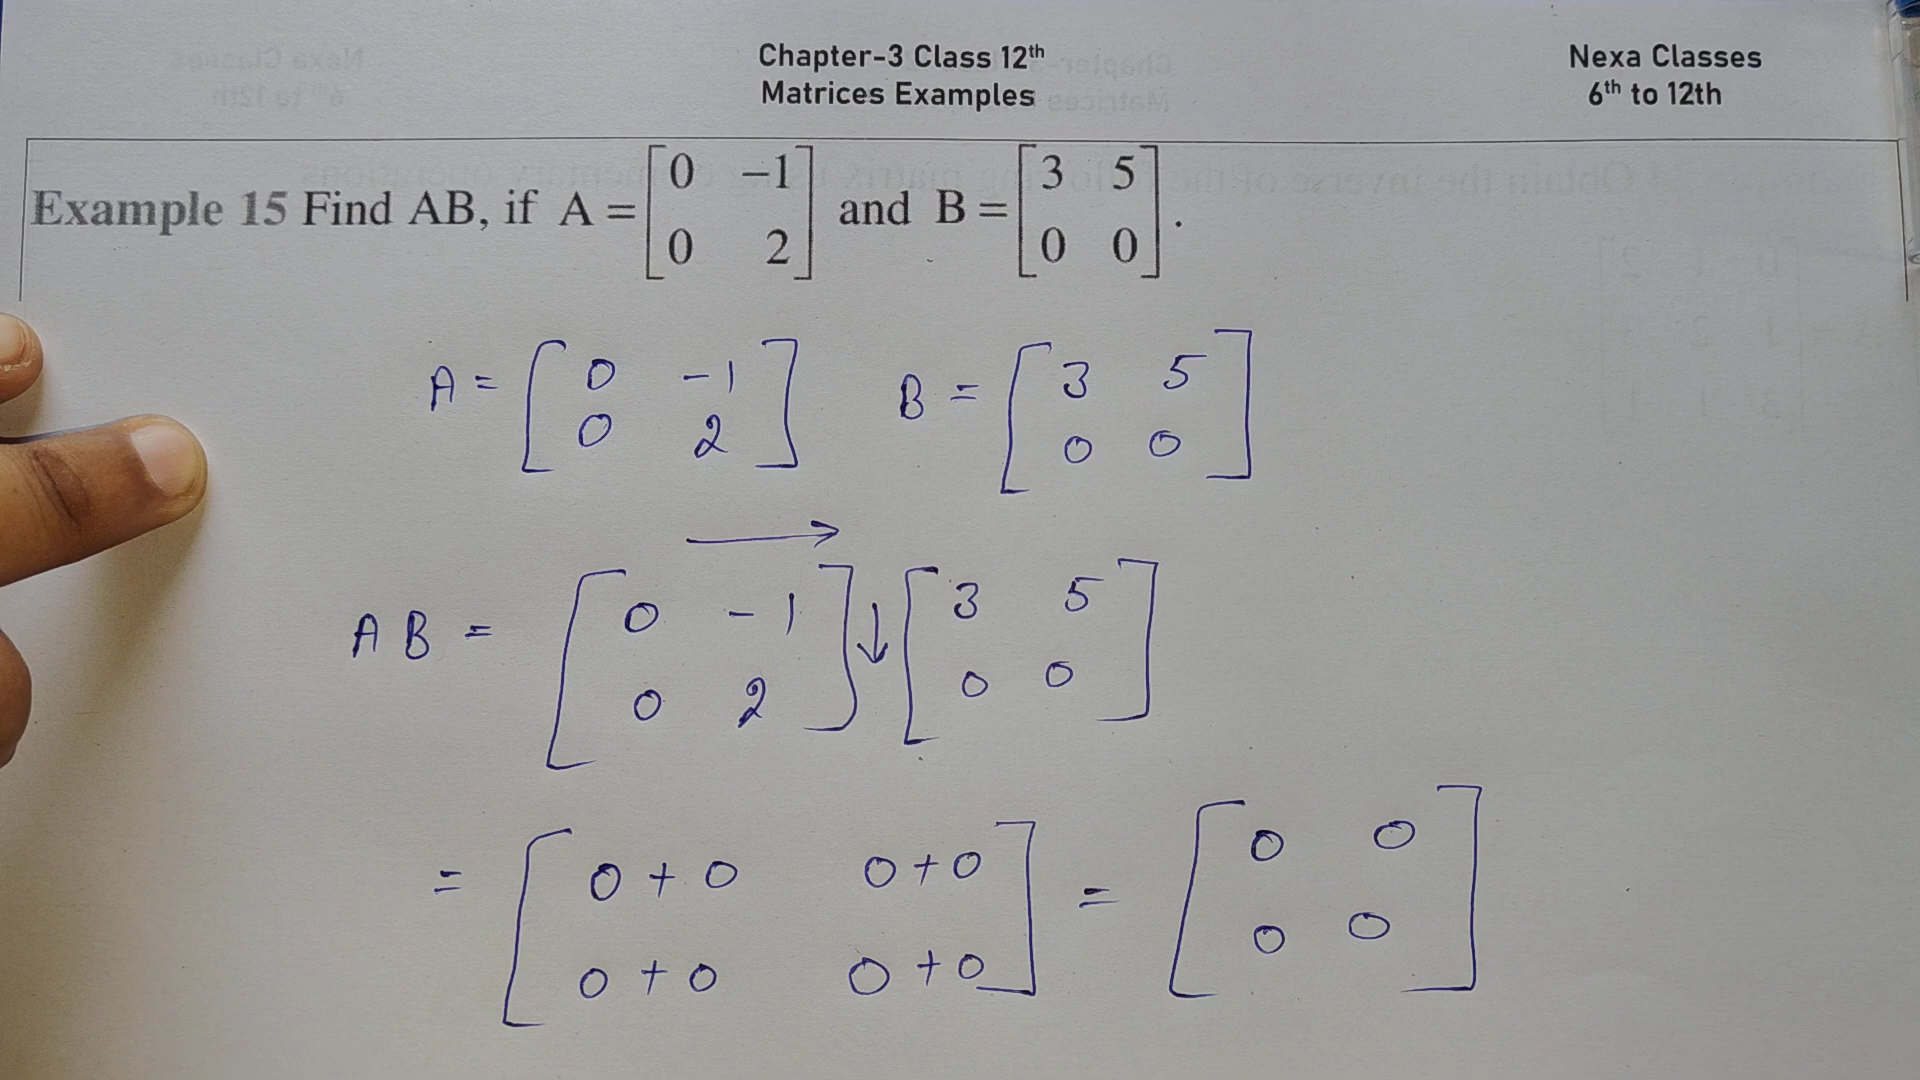 Chapter-3 Class 12th
Matrices Examples
Nexa Classes
6th to 12th
Example 15 Find AB, if A = [0 -1; 0 2] and B = [3 5; 0 0].
A = [0 -1; 0 2] B = [3 5; 0 0]
→
AB = [0 -1; 0 2] ↓ [3 5; 0 0]
= [0+0 0+0; 0+0 0+0] = [0 0; 0 0]